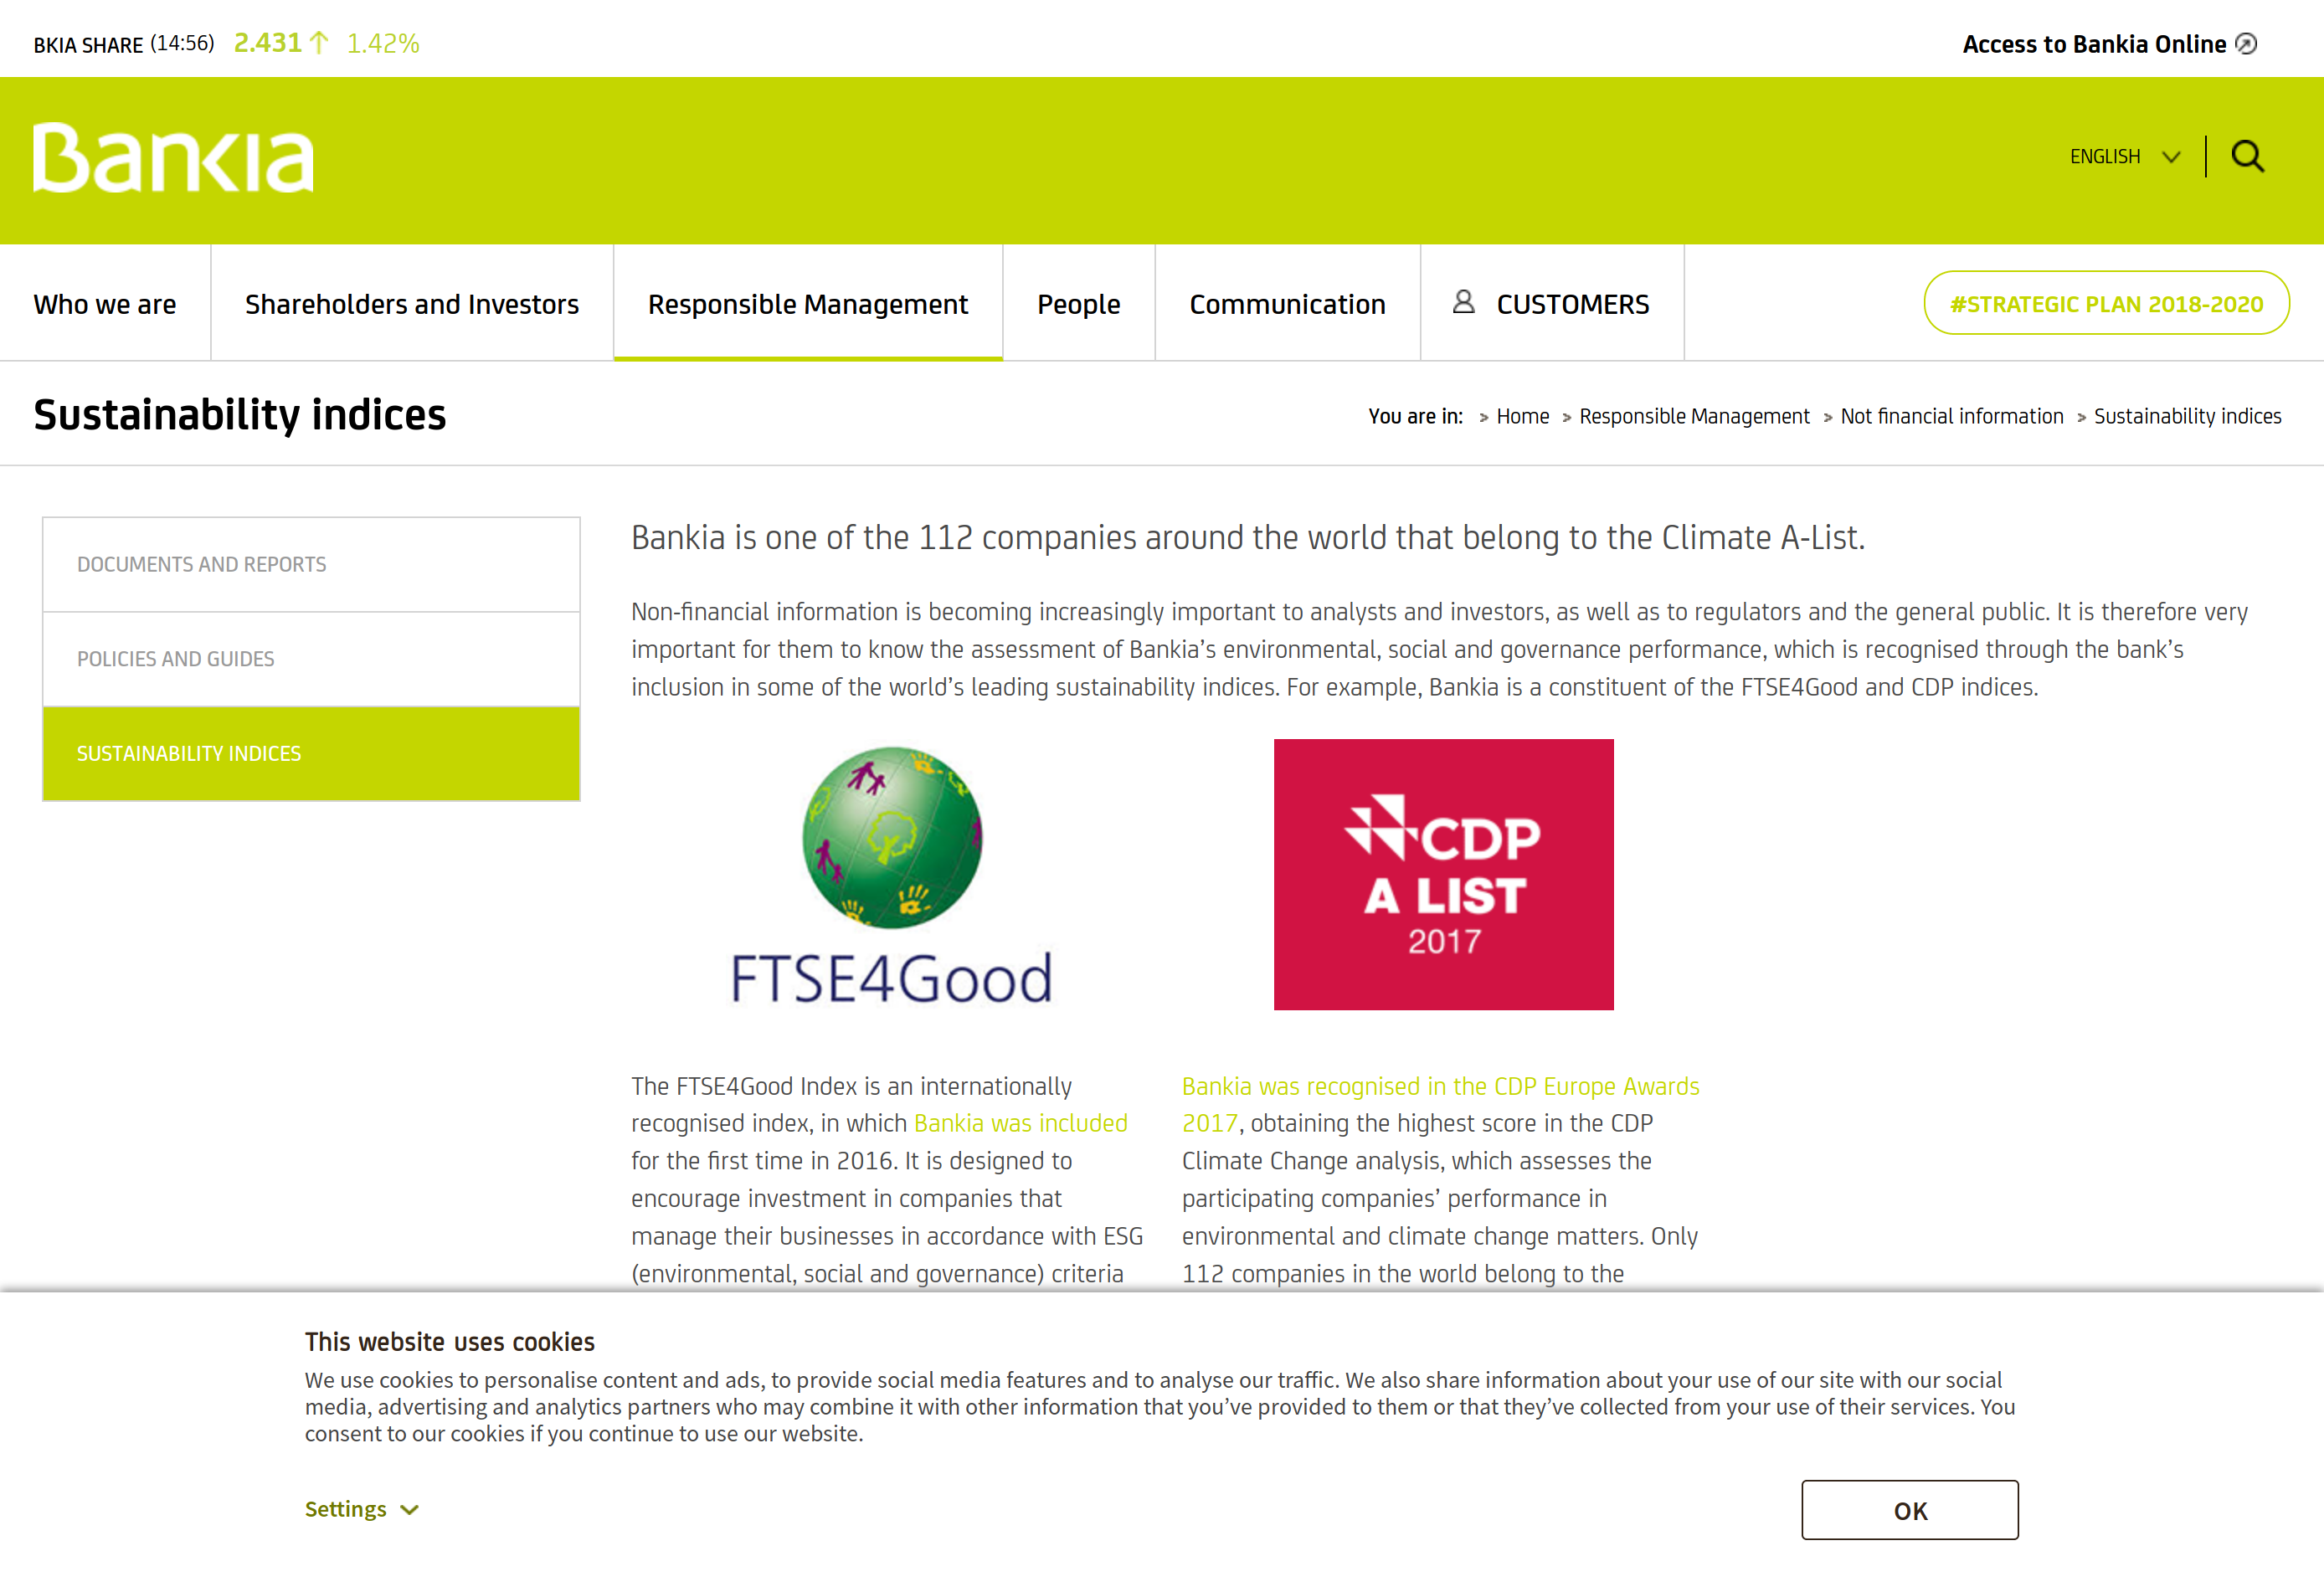 BKIA SHARE (14:56) 2.431 1.42%
Access to Bankia Online
Bankia
ENGLISH
Who we are
Shareholders and Investors
Responsible Management
People
Communication
CUSTOMERS
#STRATEGIC PLAN 2018-2020
Sustainability indices
You are in: > Home > Responsible Management > Not financial information > Sustainability indices
DOCUMENTS AND REPORTS
POLICIES AND GUIDES
SUSTAINABILITY INDICES
Bankia is one of the 112 companies around the world that belong to the Climate A-List.
Non-financial information is becoming increasingly important to analysts and investors, as well as to regulators and the general public. It is therefore very
important for them to know the assessment of Bankia’s environmental, social and governance performance, which is recognised through the bank’s
inclusion in some of the world’s leading sustainability indices. For example, Bankia is a constituent of the FTSE4Good and CDP indices.
FTSE4Good
CDP
A LIST
2017
The FTSE4Good Index is an internationally
recognised index, in which Bankia was included
for the first time in 2016. It is designed to
encourage investment in companies that
manage their businesses in accordance with ESG
(environmental, social and governance) criteria
Bankia was recognised in the CDP Europe Awards
2017, obtaining the highest score in the CDP
Climate Change analysis, which assesses the
participating companies’ performance in
environmental and climate change matters. Only
112 companies in the world belong to the
This website uses cookies
We use cookies to personalise content and ads, to provide social media features and to analyse our traffic. We also share information about your use of our site with our social
media, advertising and analytics partners who may combine it with other information that you’ve provided to them or that they’ve collected from your use of their services. You
consent to our cookies if you continue to use our website.
Settings
OK